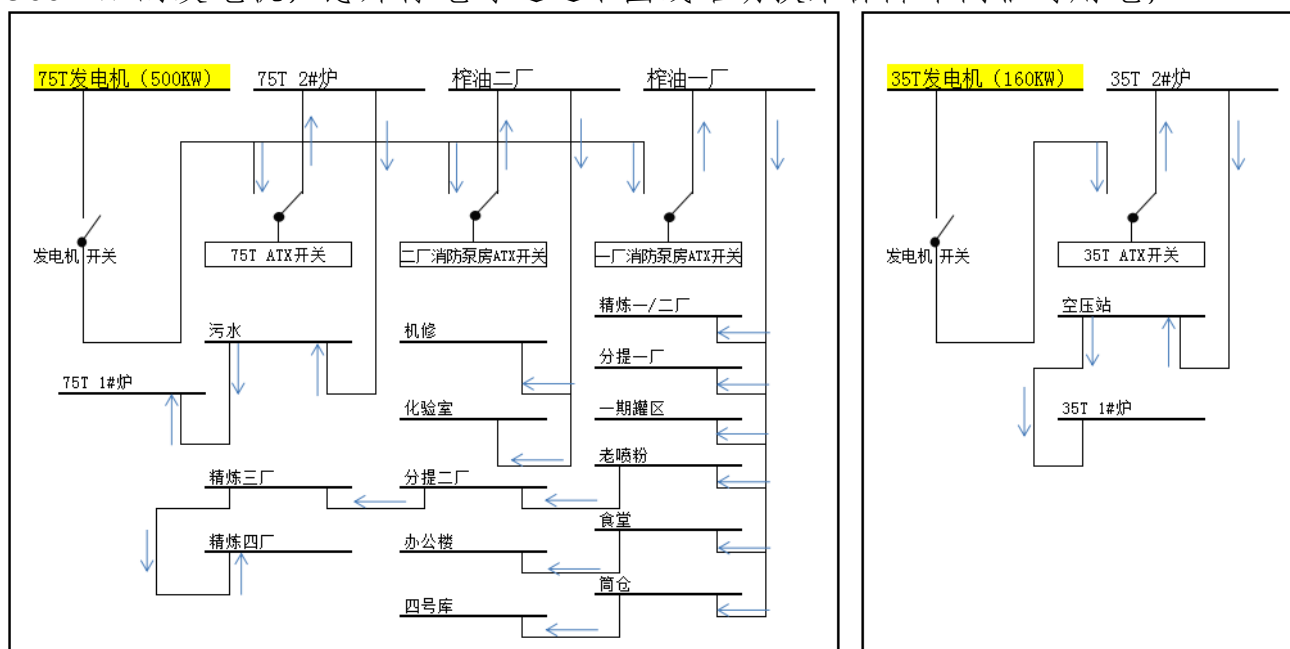 75T发电机（500KW）
75T 2#炉
榨油二厂
榨油一厂
发电机 开关
75T ATX开关
二厂消防泵房ATX开关
一厂消防泵房ATX开关
精炼一/二厂
污水
机修
分提一厂
75T 1#炉
化验室
一期罐区
老喷粉
精炼三厂
分提二厂
食堂
精炼四厂
办公楼
筒仓
四号库
35T发电机（160KW）
35T 2#炉
发电机 开关
35T ATX开关
空压站
35T 1#炉